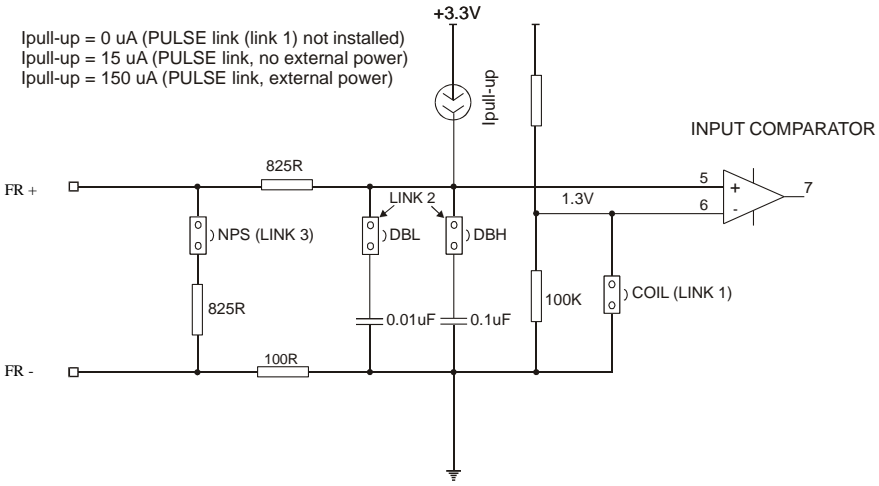 +3.3V
Ipull-up = 0 uA (PULSE link (link 1) not installed)
Ipull-up = 15 uA (PULSE link, no external power)
Ipull-up = 150 uA (PULSE link, external power)
Ipull-up
INPUT COMPARATOR
825R
FR +
5
+
7
LINK 2
1.3V
6
-
NPS (LINK 3)
DBL
DBH
825R
0.01uF
0.1uF
100K
COIL (LINK 1)
100R
FR -